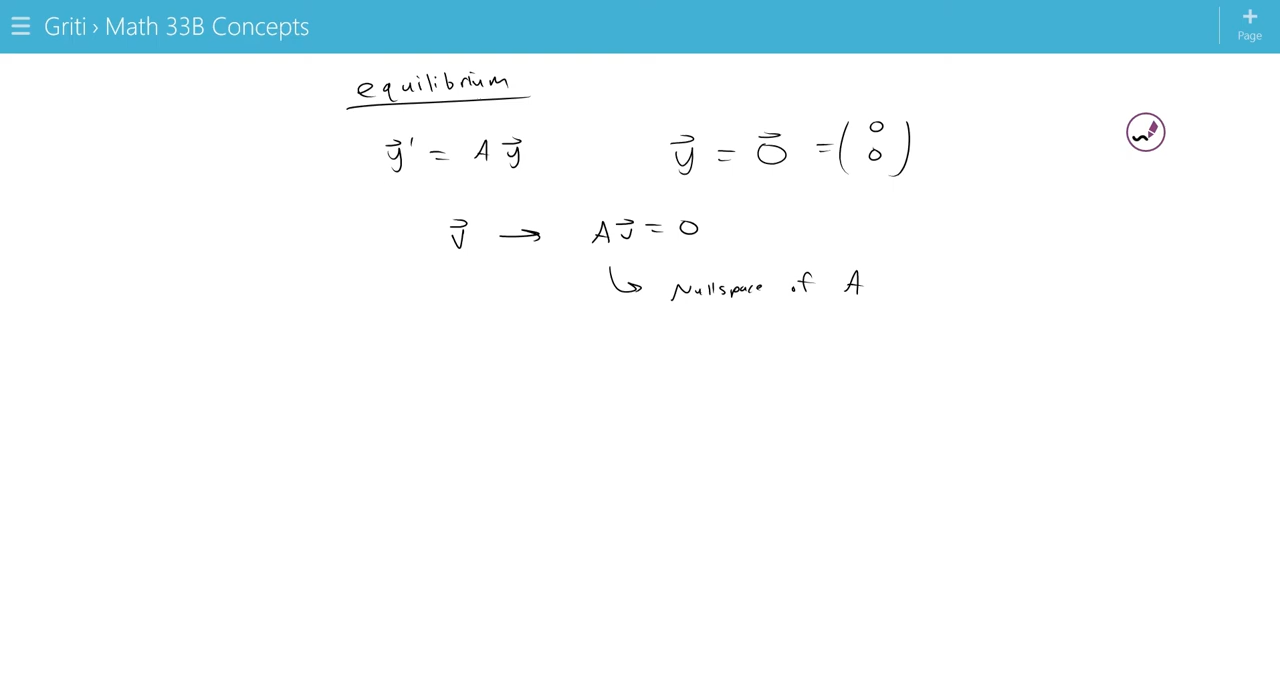 Griti › Math 33B Concepts
Page
equilibrium
y⃗' = A y⃗    y⃗ = 0⃗ = (0 0)
v⃗ → A v⃗ = 0
↳ Nullspace of A